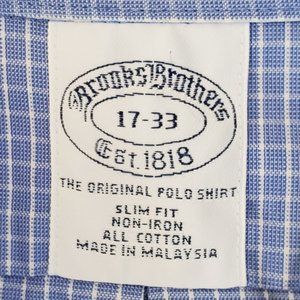 Brooks Brothers
17-33
Est. 1818
THE ORIGINAL POLO SHIRT
SLIM FIT
NON-IRON
ALL COTTON
MADE IN MALAYSIA